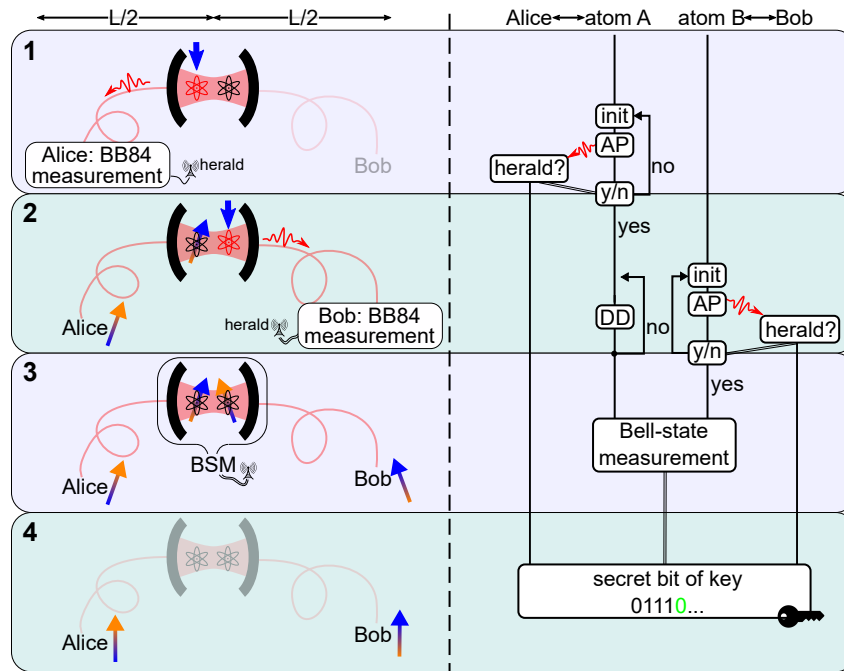 L/2
L/2
Alice
atom A
atom B
Bob
1
Alice: BB84
measurement
herald
Bob
init
AP
herald?
no
y/n
yes
2
Alice
herald
Bob: BB84
measurement
init
AP
DD
no
herald?
y/n
yes
3
Alice
BSM
Bob
Bell-state
measurement
4
Alice
Bob
secret bit of key
01110...